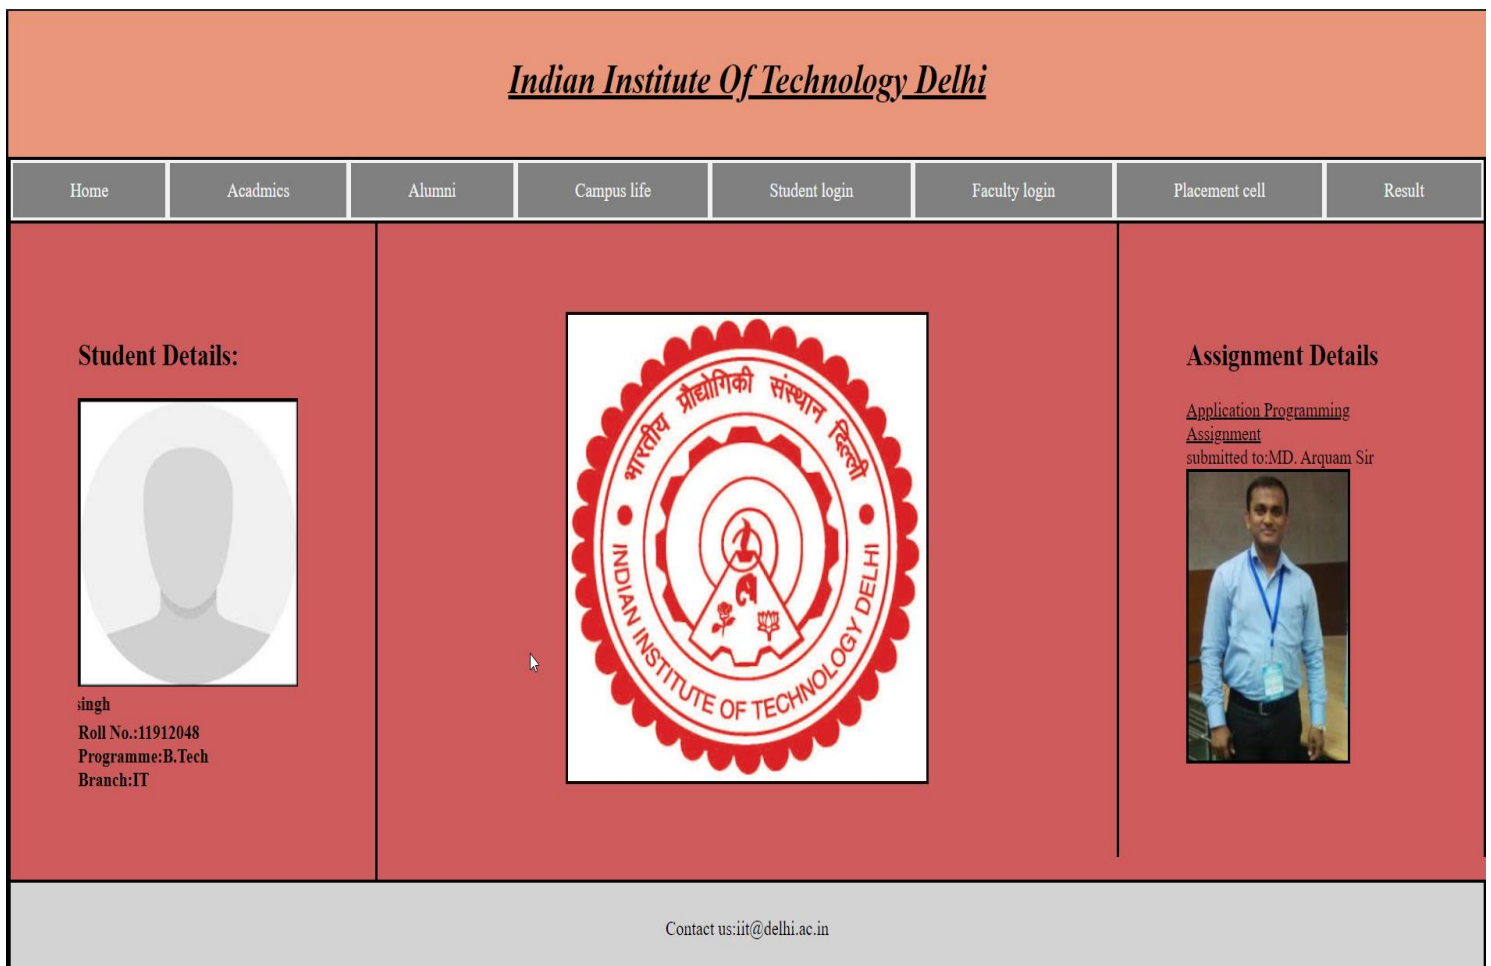 Indian Institute Of Technology Delhi
Home
Acadmics
Alumni
Campus life
Student login
Faculty login
Placement cell
Result
Student Details:
singh
Roll No.:11912048
Programme:B.Tech
Branch:IT
भारतीय प्रौद्योगिकी संस्थान दिल्ली
INDIAN INSTITUTE OF TECHNOLOGY DELHI
Assignment Details
Application Programming
Assignment
submitted to:MD. Arquam Sir
Contact us:iit@delhi.ac.in